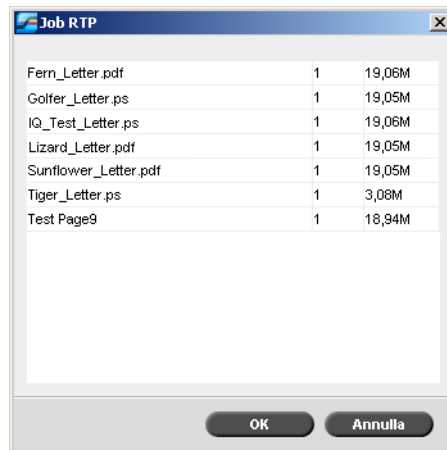 Job RTP
Fern_Letter.pdf 1 19,06M
Golfer_Letter.ps 1 19,05M
IQ_Test_Letter.ps 1 19,06M
Lizard_Letter.pdf 1 19,05M
Sunflower_Letter.pdf 1 19,05M
Tiger_Letter.ps 1 3,08M
Test Page9 1 18,94M
OK Annulla